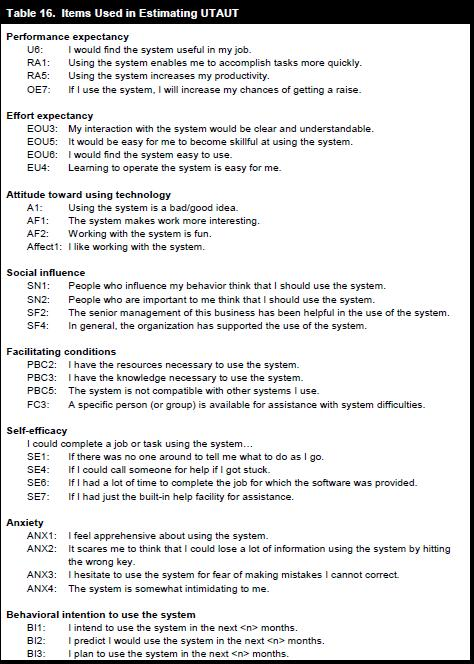 Table 16. Items Used in Estimating UTAUT
Performance expectancy
U6: I would find the system useful in my job.
RA1: Using the system enables me to accomplish tasks more quickly.
RA5: Using the system increases my productivity.
OE7: If I use the system, I will increase my chances of getting a raise.
Effort expectancy
EOU3: My interaction with the system would be clear and understandable.
EOU5: It would be easy for me to become skillful at using the system.
EOU6: I would find the system easy to use.
EU4: Learning to operate the system is easy for me.
Attitude toward using technology
A1: Using the system is a bad/good idea.
AF1: The system makes work more interesting.
AF2: Working with the system is fun.
Affect1: I like working with the system.
Social influence
SN1: People who influence my behavior think that I should use the system.
SN2: People who are important to me think that I should use the system.
SF2: The senior management of this business has been helpful in the use of the system.
SF4: In general, the organization has supported the use of the system.
Facilitating conditions
PBC2: I have the resources necessary to use the system.
PBC3: I have the knowledge necessary to use the system.
PBC5: The system is not compatible with other systems I use.
FC3: A specific person (or group) is available for assistance with system difficulties.
Self-efficacy
I could complete a job or task using the system…
SE1: If there was no one around to tell me what to do as I go.
SE4: If I could call someone for help if I got stuck.
SE6: If I had a lot of time to complete the job for which the software was provided.
SE7: If I had just the built-in help facility for assistance.
Anxiety
ANX1: I feel apprehensive about using the system.
ANX2: It scares me to think that I could lose a lot of information using the system by hitting
the wrong key.
ANX3: I hesitate to use the system for fear of making mistakes I cannot correct.
ANX4: The system is somewhat intimidating to me.
Behavioral intention to use the system
BI1: I intend to use the system in the next <n> months.
BI2: I predict I would use the system in the next <n> months.
BI3: I plan to use the system in the next <n> months.